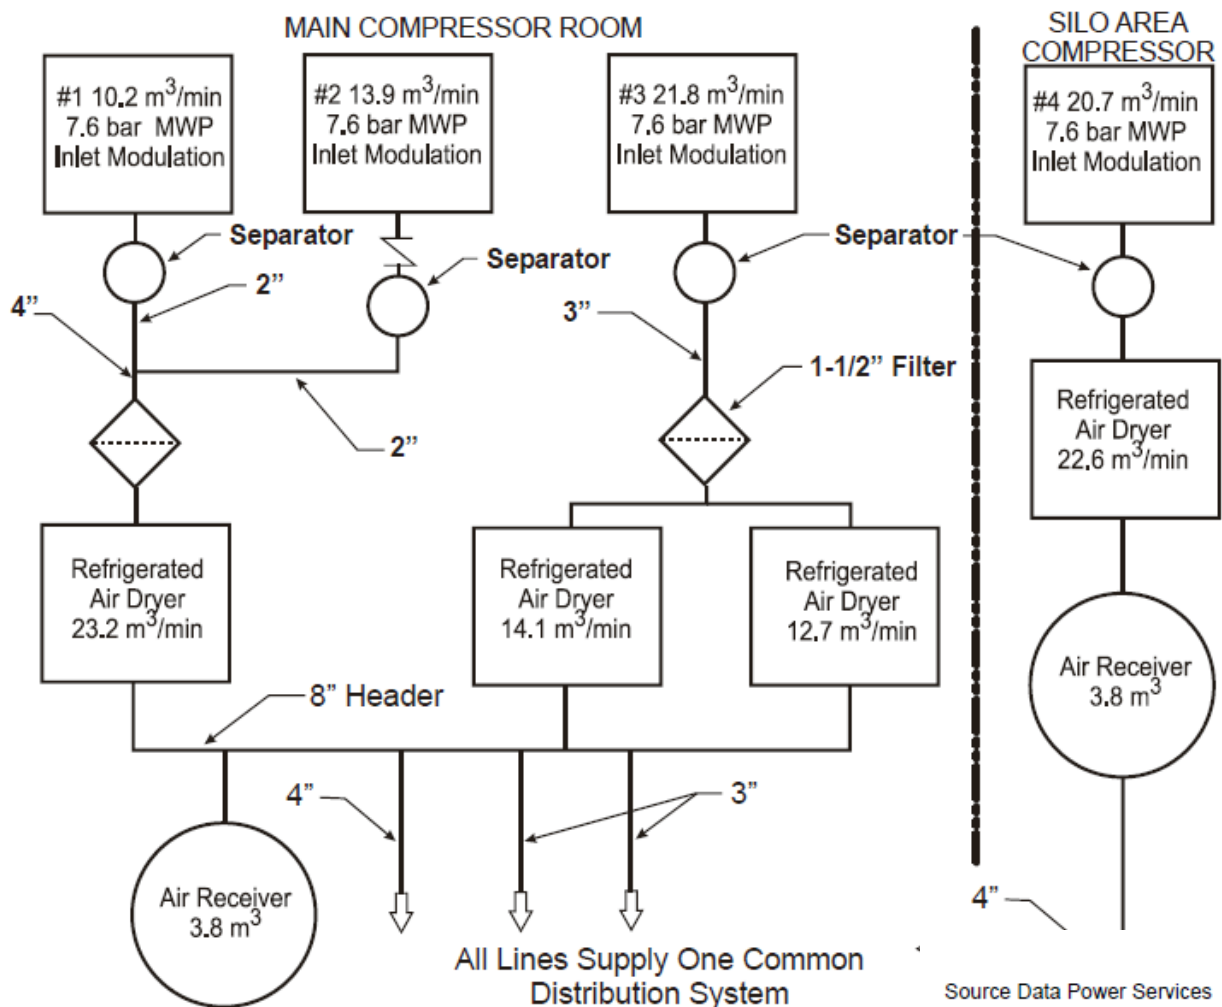 MAIN COMPRESSOR ROOM
SILO AREA
COMPRESSOR
#1 10.2 m³/min
7.6 bar MWP
Inlet Modulation
#2 13.9 m³/min
7.6 bar MWP
Inlet Modulation
#3 21.8 m³/min
7.6 bar MWP
Inlet Modulation
#4 20.7 m³/min
7.6 bar MWP
Inlet Modulation
Separator
Separator
Separator
4”
2”
3”
1-1/2” Filter
2”
Refrigerated
Air Dryer
22.6 m³/min
Refrigerated
Air Dryer
23.2 m³/min
Refrigerated
Air Dryer
14.1 m³/min
Refrigerated
Air Dryer
12.7 m³/min
8” Header
Air Receiver
3.8 m³
4”
3”
Air Receiver
3.8 m³
4”
All Lines Supply One Common
Distribution System
Source Data Power Services